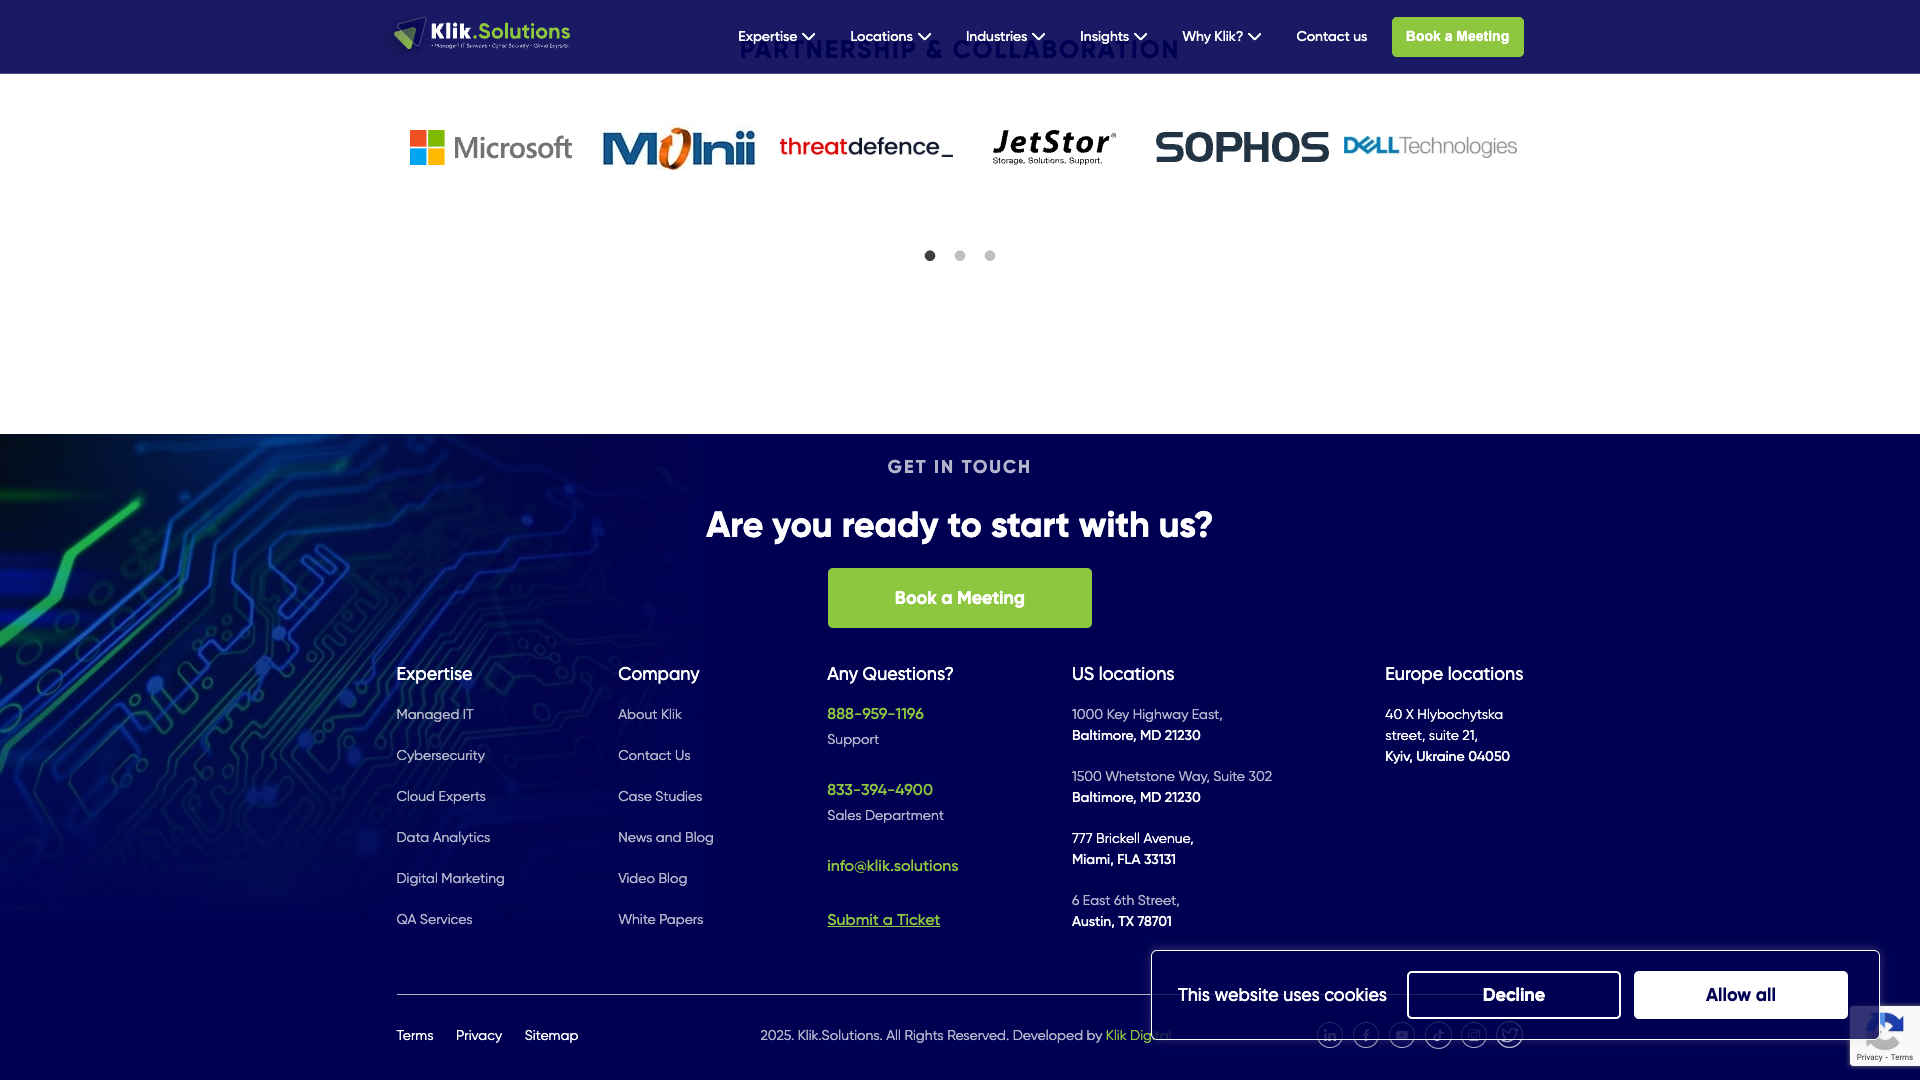 Klik.Solutions
• Managed IT Services • Cyber Security • Cloud Experts
Expertise
Locations
Industries
Insights
Why Klik?
Contact us
Book a Meeting
PARTNERSHIP & COLLABORATION
Microsoft
threatdefence_
JetStor®
Storage. Solutions. Support.
SOPHOS
DELL Technologies
GET IN TOUCH
Are you ready to start with us?
Book a Meeting
Expertise
Managed IT
Cybersecurity
Cloud Experts
Data Analytics
Digital Marketing
QA Services
Company
About Klik
Contact Us
Case Studies
News and Blog
Video Blog
White Papers
Any Questions?
888-959-1196
Support
833-394-4900
Sales Department
info@klik.solutions
Submit a Ticket
US locations
1000 Key Highway East,
Baltimore, MD 21230
1500 Whetstone Way, Suite 302
Baltimore, MD 21230
777 Brickell Avenue,
Miami, FLA 33131
6 East 6th Street,
Austin, TX 78701
Europe locations
40 X Hlybochytska
street, suite 21,
Kyiv, Ukraine 04050
This website uses cookies
Decline
Allow all
Terms
Privacy
Sitemap
2025. Klik.Solutions. All Rights Reserved. Developed by Klik Digital
Privacy - Terms